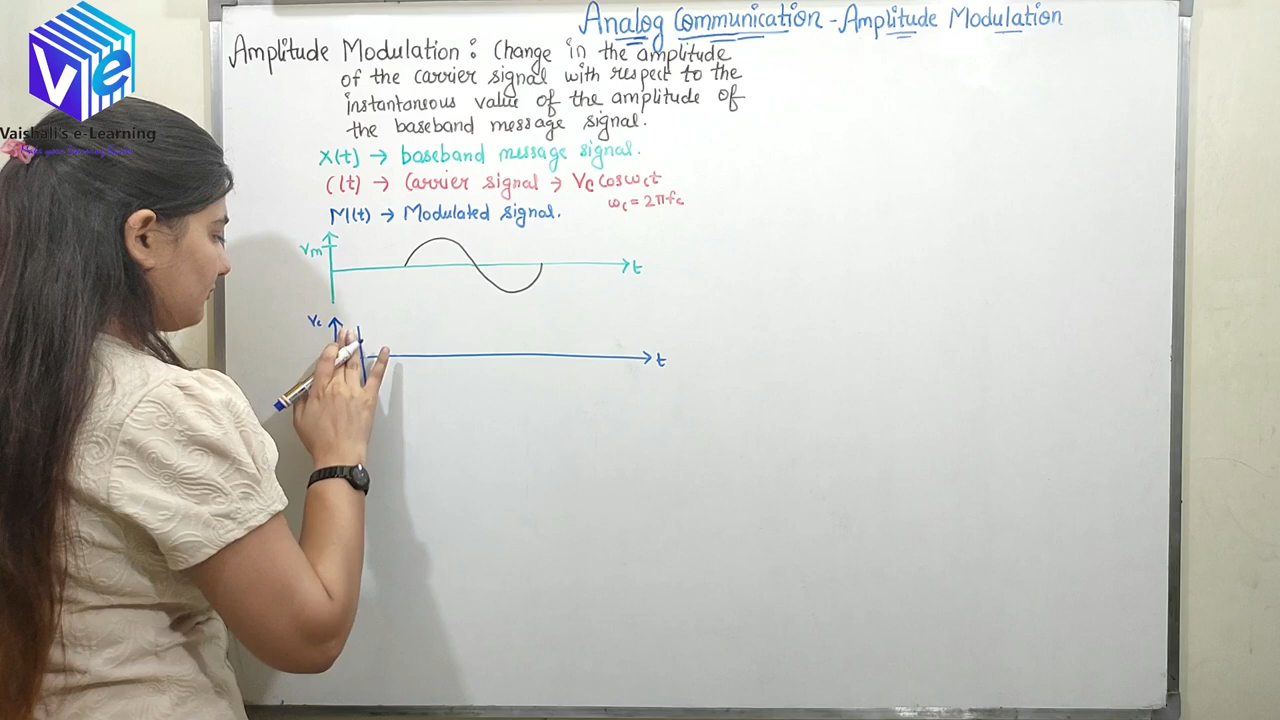 Analog Communication - Amplitude Modulation
Amplitude Modulation : Change in the amplitude
of the carrier signal with respect to the
instantaneous value of the amplitude of
the baseband message signal.
X(t) → baseband message signal.
C(t) → Carrier signal → Vc cosωct
ωc = 2πfc
M(t) → Modulated signal.
Vm
t
Vc
t
Ve
Vaishali's e-Learning